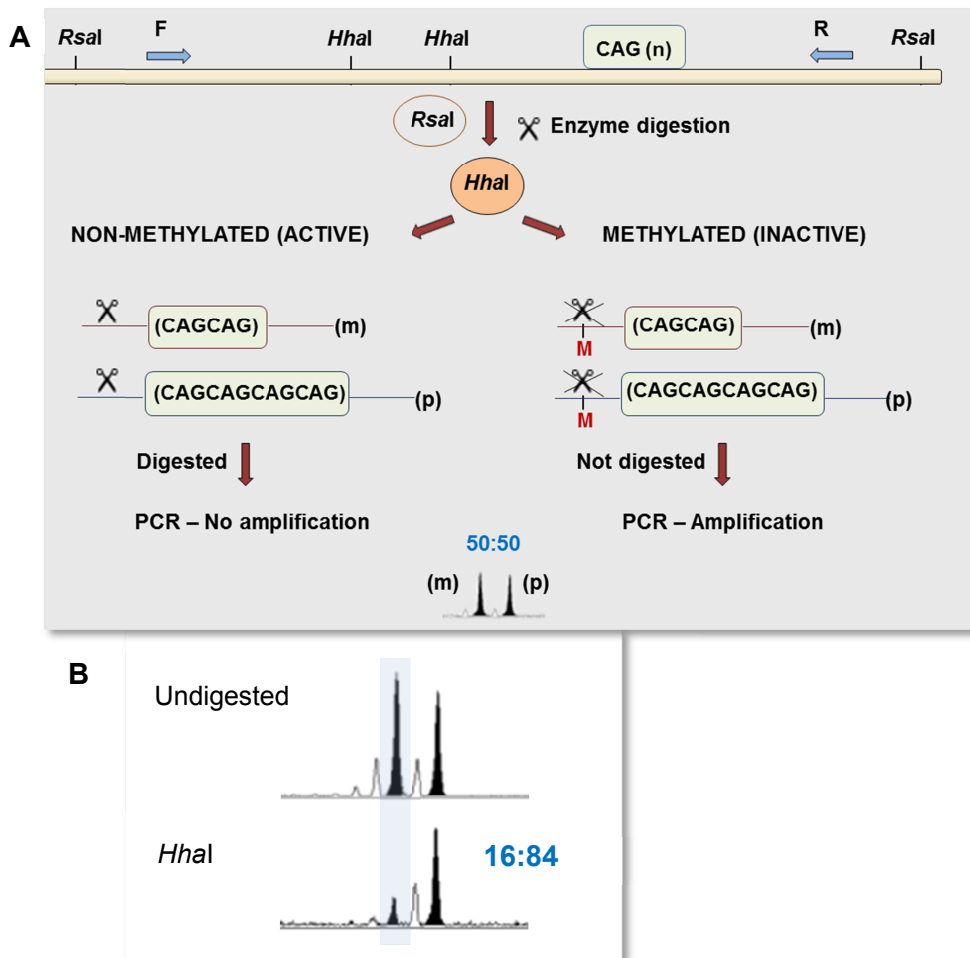 A
RsaI F HhaI HhaI CAG (n) R RsaI
RsaI Enzyme digestion
HhaI
NON-METHYLATED (ACTIVE) METHYLATED (INACTIVE)
(CAGCAG) (m) (CAGCAG) (m)
M
(CAGCAGCAGCAG) (p) (CAGCAGCAGCAG) (p)
M
Digested Not digested
PCR – No amplification PCR – Amplification
50:50
(m) (p)
B
Undigested
HhaI 16:84